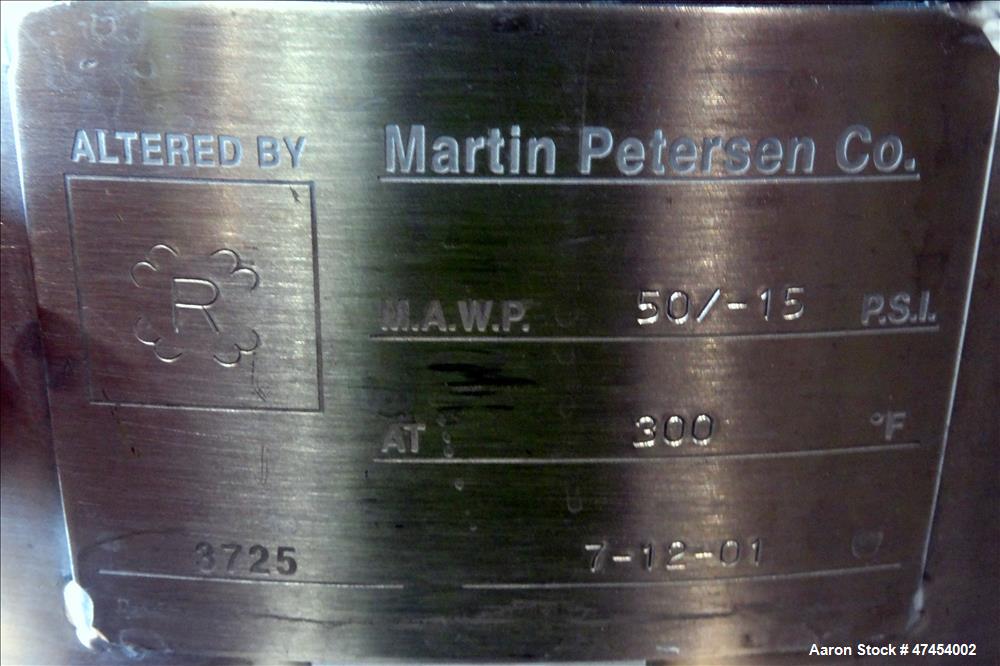 ALTERED BY Martin Petersen Co.
R
M.A.W.P. 50/-15 P.S.I.
AT 300 °F
3725 7-12-01
Aaron Stock # 47454002